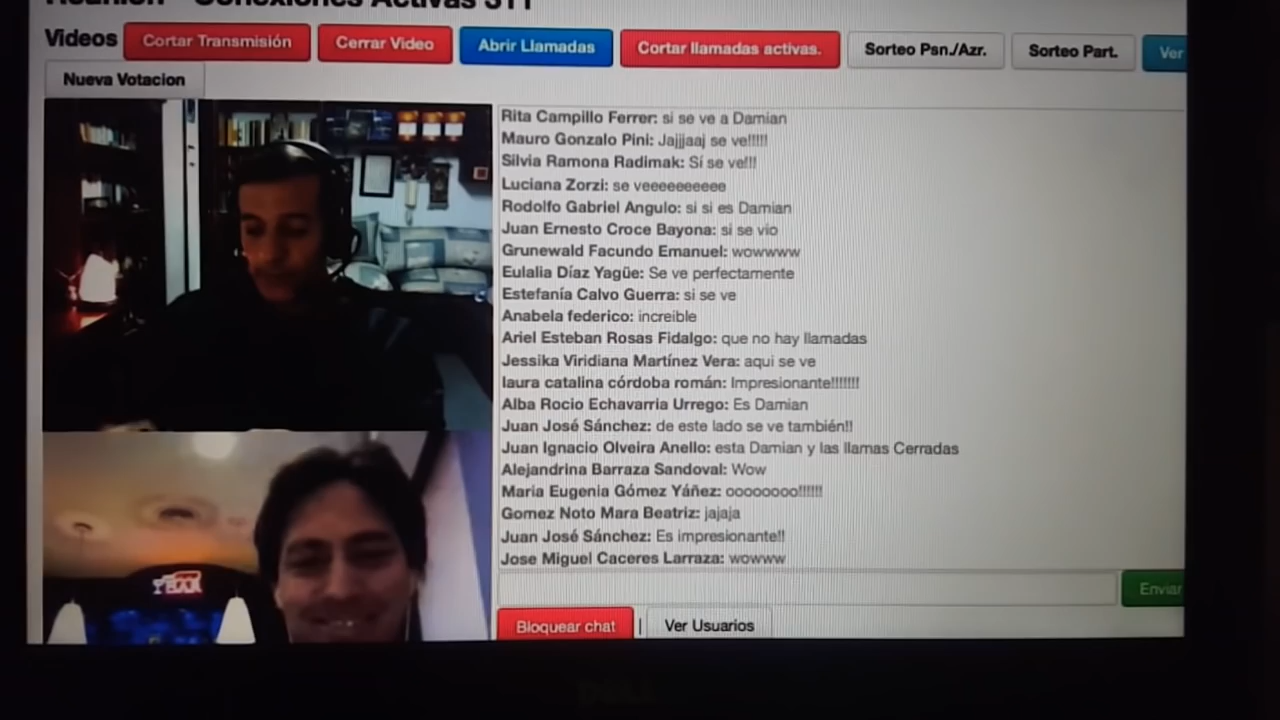 Reunion - Conexiones Activas 311
Videos Cortar Transmisión Cerrar Video Abrir Llamadas Cortar llamadas activas. Sorteo Psn./Azr. Sorteo Part. Ver
Nueva Votacion
Rita Campillo Ferrer: si se ve a Damian
Mauro Gonzalo Pini: Jajjjaaj se ve!!!!!
Silvia Ramona Radimak: Sí se ve!!!
Luciana Zorzi: se veeeeeeeeee
Rodolfo Gabriel Angulo: si si es Damian
Juan Ernesto Croce Bayona: si se vio
Grunewald Facundo Emanuel: wowwww
Eulalia Díaz Yagüe: Se ve perfectamente
Estefanía Calvo Guerra: si se ve
Anabela federico: increible
Ariel Esteban Rosas Fidalgo: que no hay llamadas
Jessika Viridiana Martínez Vera: aqui se ve
laura catalina córdoba román: Impresionante!!!!!!!
Alba Rocio Echavarria Urrego: Es Damian
Juan José Sánchez: de este lado se ve también!!
Juan Ignacio Olveira Anello: esta Damian y las llamas Cerradas
Alejandrina Barraza Sandoval: Wow
Maria Eugenia Gómez Yáñez: oooooooo!!!!!!
Gomez Noto Mara Beatriz: jajaja
Juan José Sánchez: Es impresionante!!
Jose Miguel Caceres Larraza: wowww
Enviar
Bloquear chat | Ver Usuarios
DELL